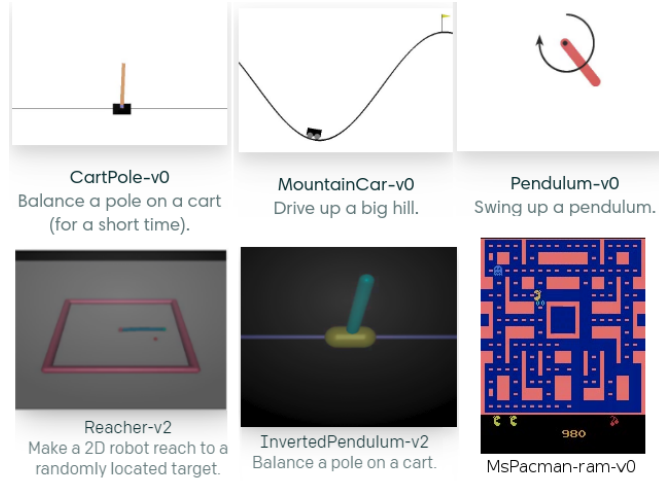 CartPole-v0
Balance a pole on a cart
(for a short time).
MountainCar-v0
Drive up a big hill.
Pendulum-v0
Swing up a pendulum.
Reacher-v2
Make a 2D robot reach to a
randomly located target.
InvertedPendulum-v2
Balance a pole on a cart.
980
MsPacman-ram-v0